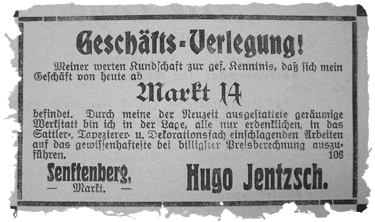 Geschäfts-Verlegung!
Meiner werten Kundschaft zur gef. Kenntnis, daß sich mein
Geschäft von heute ab
Markt 14
befindet. Durch meine der Neuzeit ausgestattete geräumige
Werkstatt bin ich in der Lage, alle nur erdenklichen, in das
Sattler-, Tapezierer- u. Dekorationsfach einschlagenden Arbeiten
auf das gewissenhafteste bei billigster Preisberechnung auszu-
führen. 106
Senftenberg,
— Markt. —
Hugo Jentzsch.